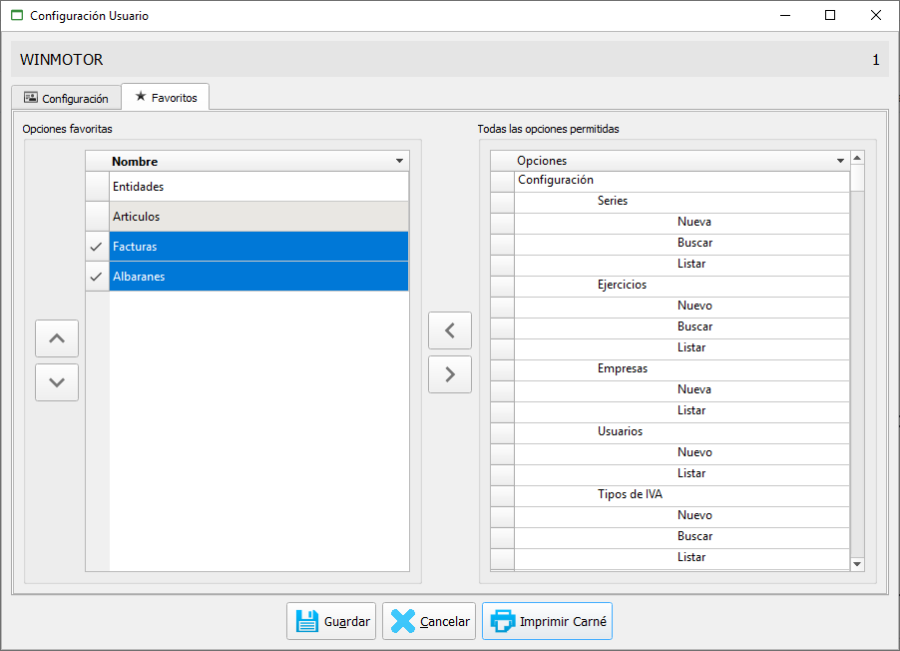 Configuración Usuario
WINMOTOR 1
Configuración Favoritos
Opciones favoritas
Nombre
Entidades
Articulos
Facturas
Albaranes
Todas las opciones permitidas
Opciones
Configuración
Series
Nueva
Buscar
Listar
Ejercicios
Nuevo
Buscar
Listar
Empresas
Nueva
Listar
Usuarios
Nuevo
Listar
Tipos de IVA
Nuevo
Buscar
Listar
Guardar Cancelar Imprimir Carné